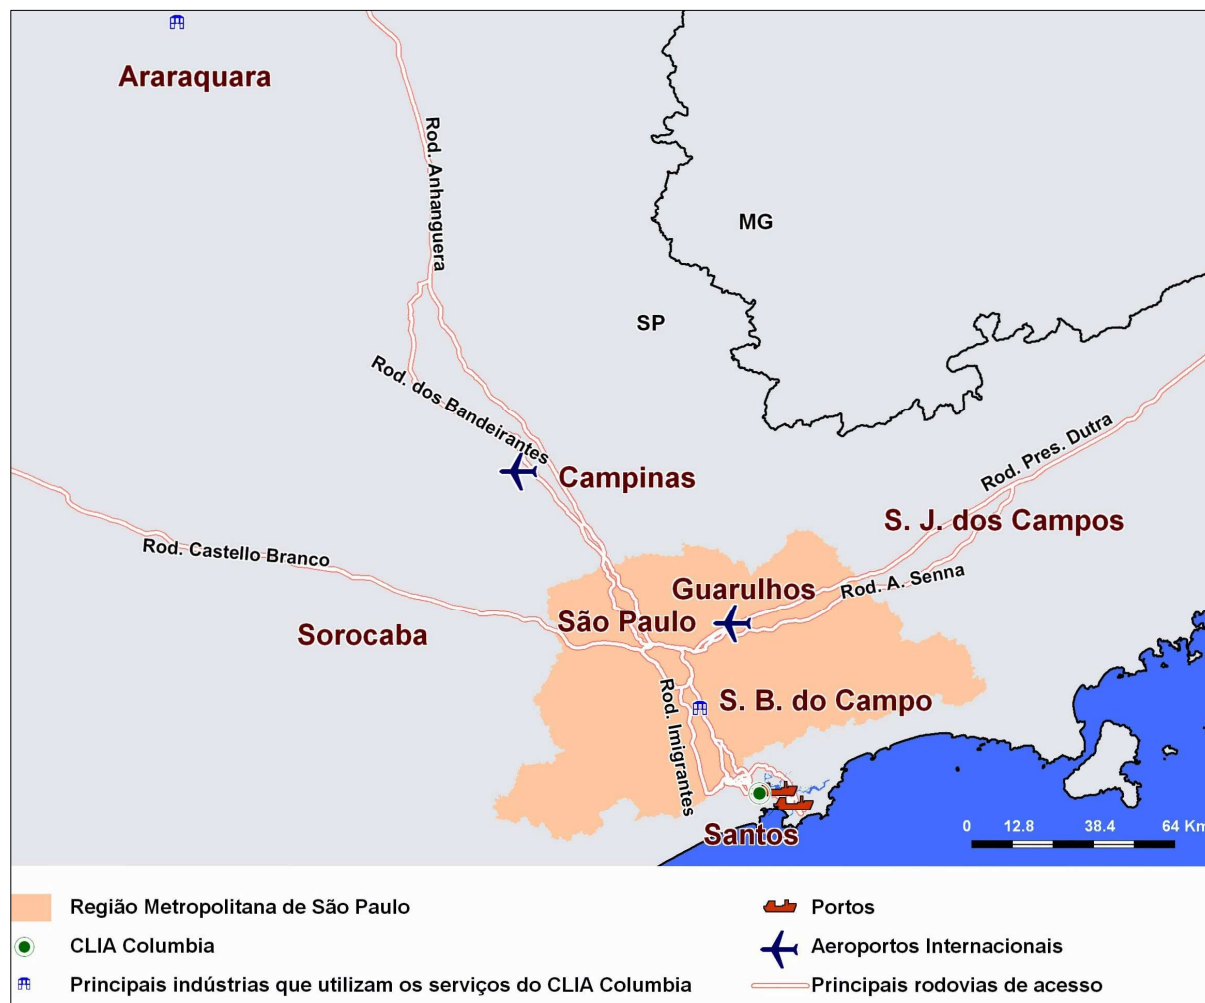 Araraquara
Rod. Anhanguera
MG
SP
Rod. dos Bandeirantes
Rod. Pres. Dutra
Campinas
S. J. dos Campos
Rod. Castello Branco
Guarulhos
Rod. A. Senna
São Paulo
Sorocaba
Rod. Imigrantes
S. B. do Campo
Santos
0 12.8 38.4 64 Km
Região Metropolitana de São Paulo
Portos
CLIA Columbia
Aeroportos Internacionais
Principais indústrias que utilizam os serviços do CLIA Columbia
Principais rodovias de acesso